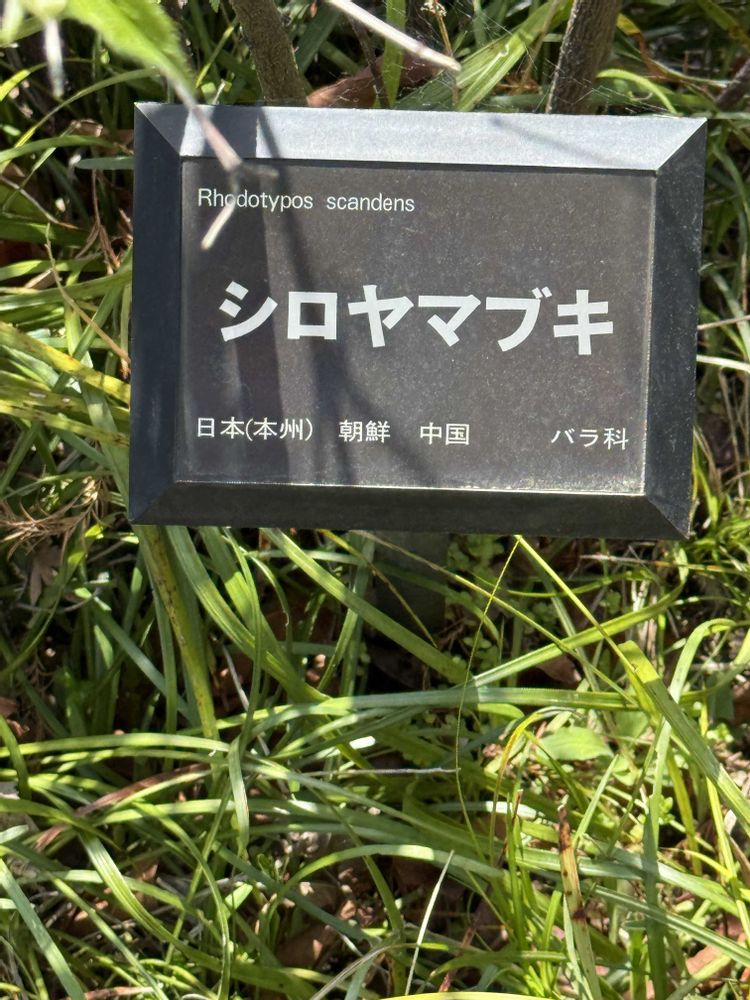 Rhodotypos scandens
シロヤマブキ
日本(本州) 朝鮮 中国 バラ科